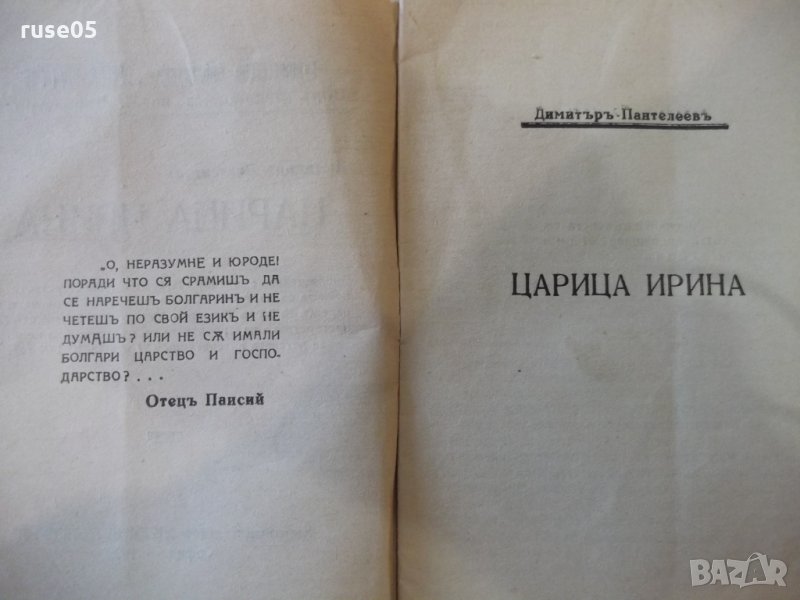 ruse05
„О, НЕРАЗУМНЕ И ЮРОДЕ!
ПОРАДИ ЧТО СЯ СРАМИШЪ ДА
СЕ НАРЕЧЕШЪ БОЛГАРИНЪ И НЕ
ЧЕТЕШЪ ПО СВОЙ ЕЗИКЪ И НЕ
ДУМАШЪ? ИЛИ НЕ СѪ ИМАЛИ
БОЛГАРИ ЦАРСТВО И ГОСПО-
ДАРСТВО? . . .
Отецъ Паисий
Димитъръ Пантелеевъ
ЦАРИЦА ИРИНА
BAZAR